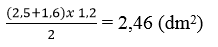 (2,5+1,6)x 1,2
2
= 2,46 (dm²)